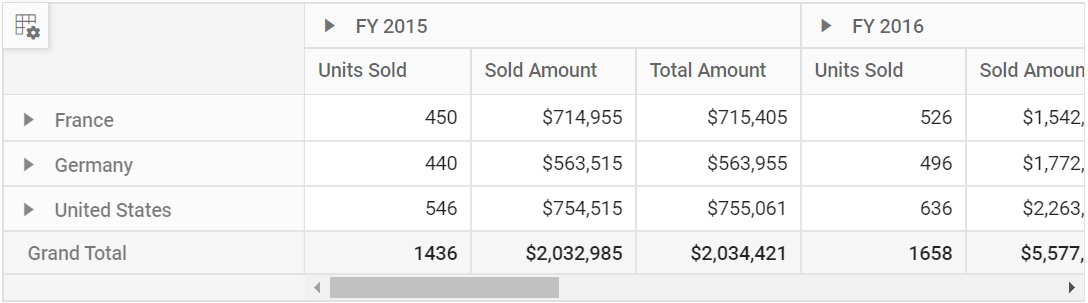 FY 2015 FY 2016
Units Sold Sold Amount Total Amount Units Sold Sold Amoun
France 450 $714,955 $715,405 526 $1,542,
Germany 440 $563,515 $563,955 496 $1,772,
United States 546 $754,515 $755,061 636 $2,263,
Grand Total 1436 $2,032,985 $2,034,421 1658 $5,577,